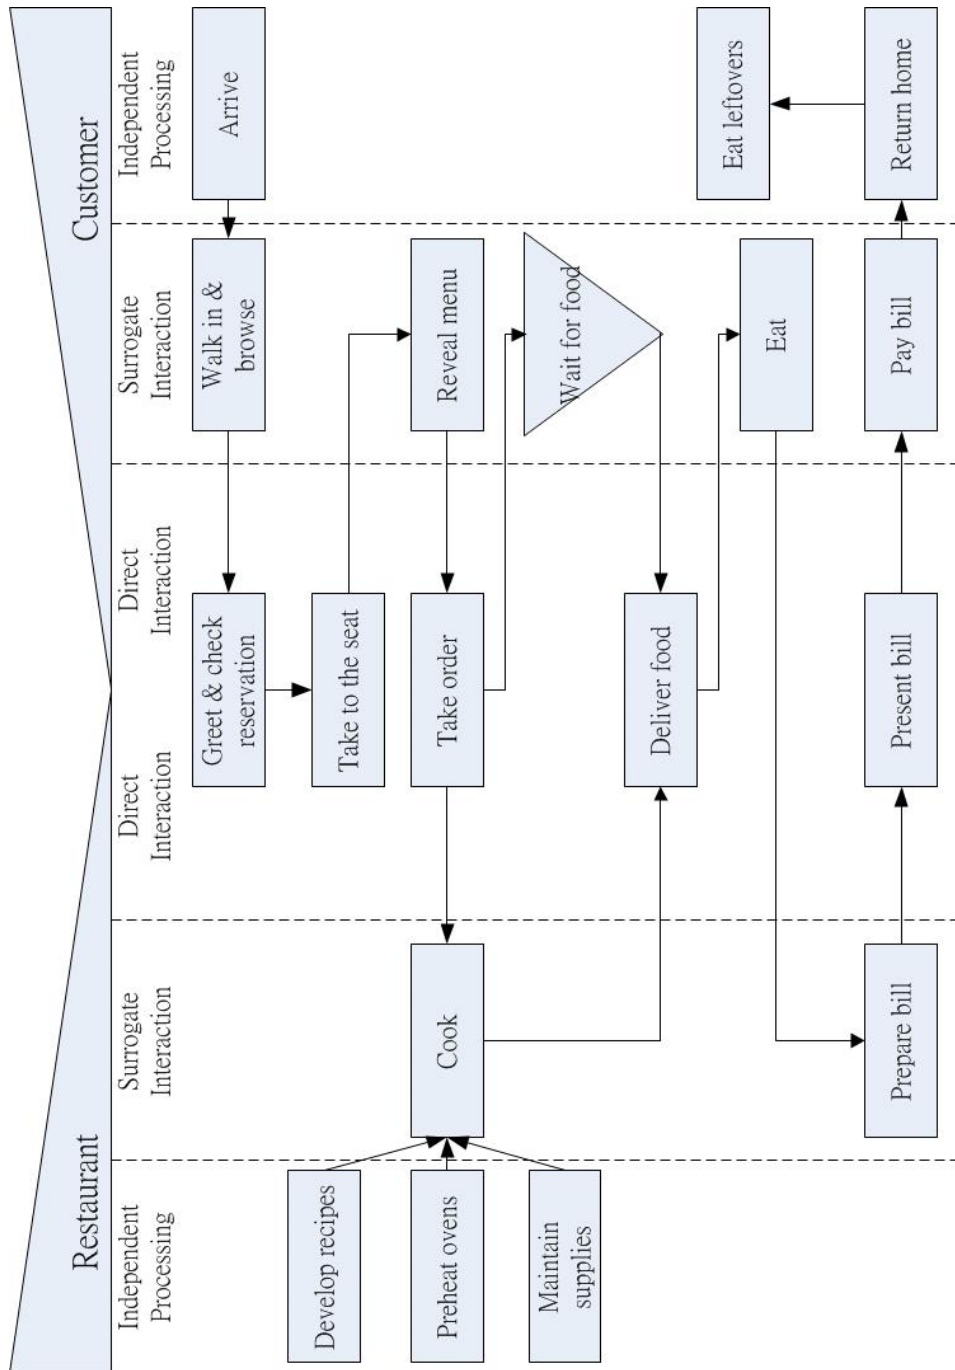 Restaurant
Customer
Independent
Processing
Surrogate
Interaction
Direct
Interaction
Direct
Interaction
Surrogate
Interaction
Independent
Processing
Greet & check
reservation
Walk in &
browse
Arrive
Develop recipes
Take to the seat
Preheat ovens
Cook
Take order
Reveal menu
Maintain
supplies
Wait for food
Deliver food
Eat leftovers
Eat
Prepare bill
Present bill
Pay bill
Return home